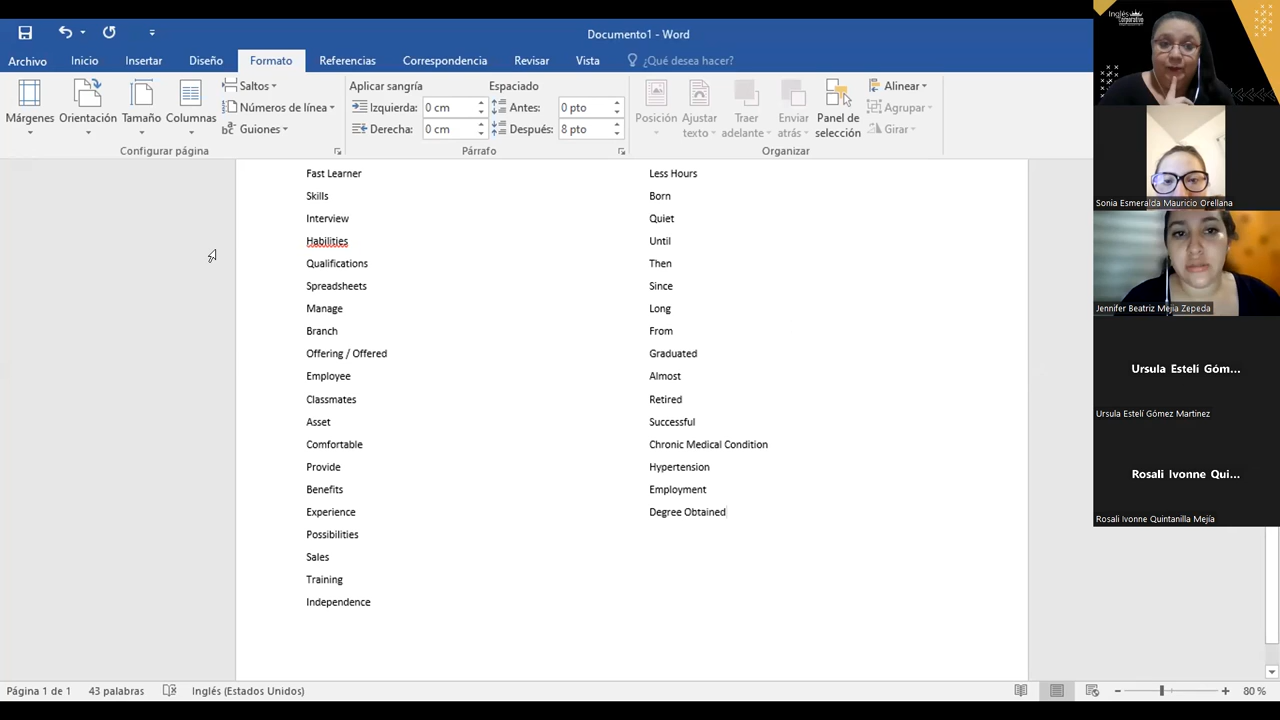 Documento1 - Word
Archivo
Inicio
Insertar
Diseño
Formato
Referencias
Correspondencia
Revisar
Vista
¿Qué desea hacer?
Márgenes
Orientación
Tamaño
Columnas
Saltos
Números de línea
Guiones
Configurar página
Aplicar sangría
Izquierda: 0 cm
Derecha: 0 cm
Espaciado
Antes: 0 pto
Después: 8 pto
Párrafo
Posición
Ajustar texto
Traer adelante
Enviar atrás
Panel de selección
Alinear
Agrupar
Girar
Organizar
Fast Learner
Skills
Interview
Habilities
Qualifications
Spreadsheets
Manage
Branch
Offering / Offered
Employee
Classmates
Asset
Comfortable
Provide
Benefits
Experience
Possibilities
Sales
Training
Independence
Less Hours
Born
Quiet
Until
Then
Since
Long
From
Graduated
Almost
Retired
Successful
Chronic Medical Condition
Hypertension
Employment
Degree Obtained
Inglés
Corporativo
Sonia Esmeralda Mauricio Orellana
Jennifer Beatriz Mejia Zepeda
Ursula Estelí Góm...
Ursula Estelí Gómez Martinez
Rosali Ivonne Qui...
Rosali Ivonne Quintanilla Mejía
Página 1 de 1
43 palabras
Inglés (Estados Unidos)
80 %